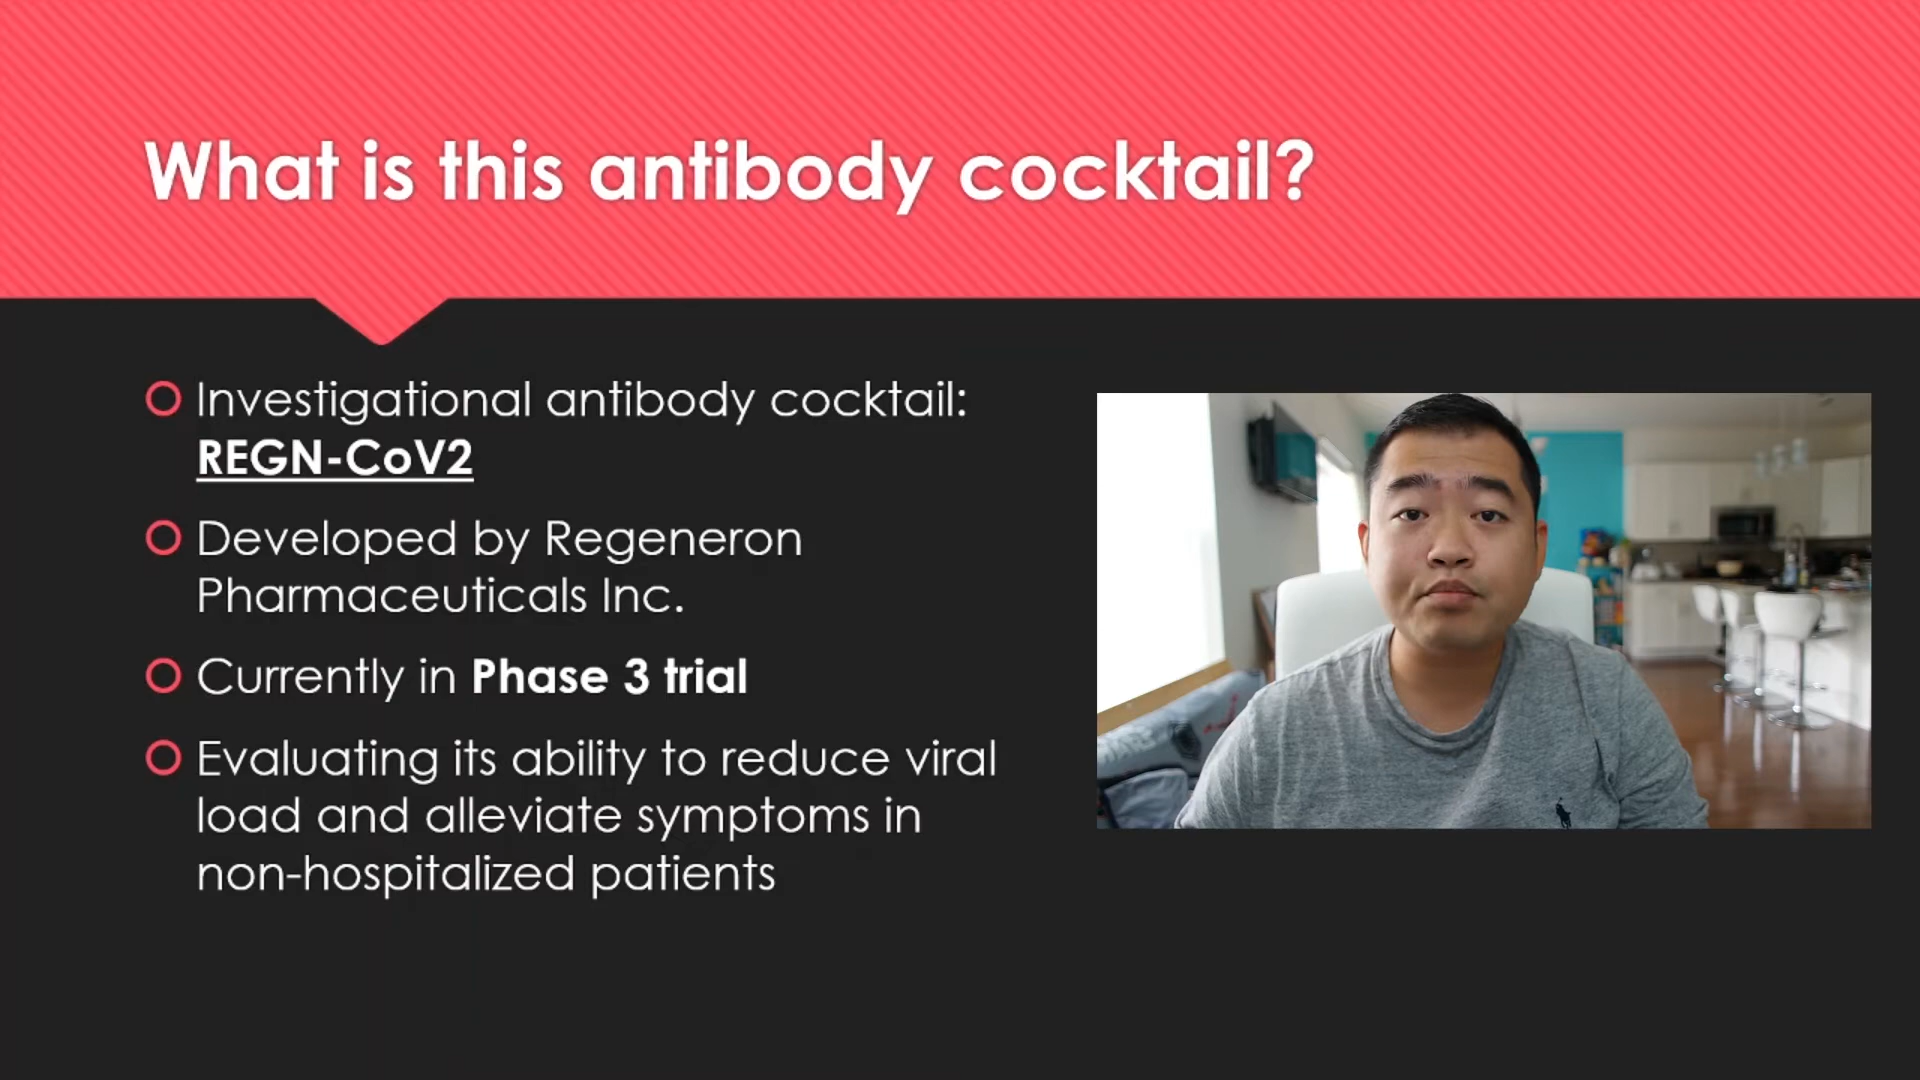 What is this antibody cocktail?
Investigational antibody cocktail:
REGN-CoV2
Developed by Regeneron
Pharmaceuticals Inc.
Currently in Phase 3 trial
Evaluating its ability to reduce viral
load and alleviate symptoms in
non-hospitalized patients